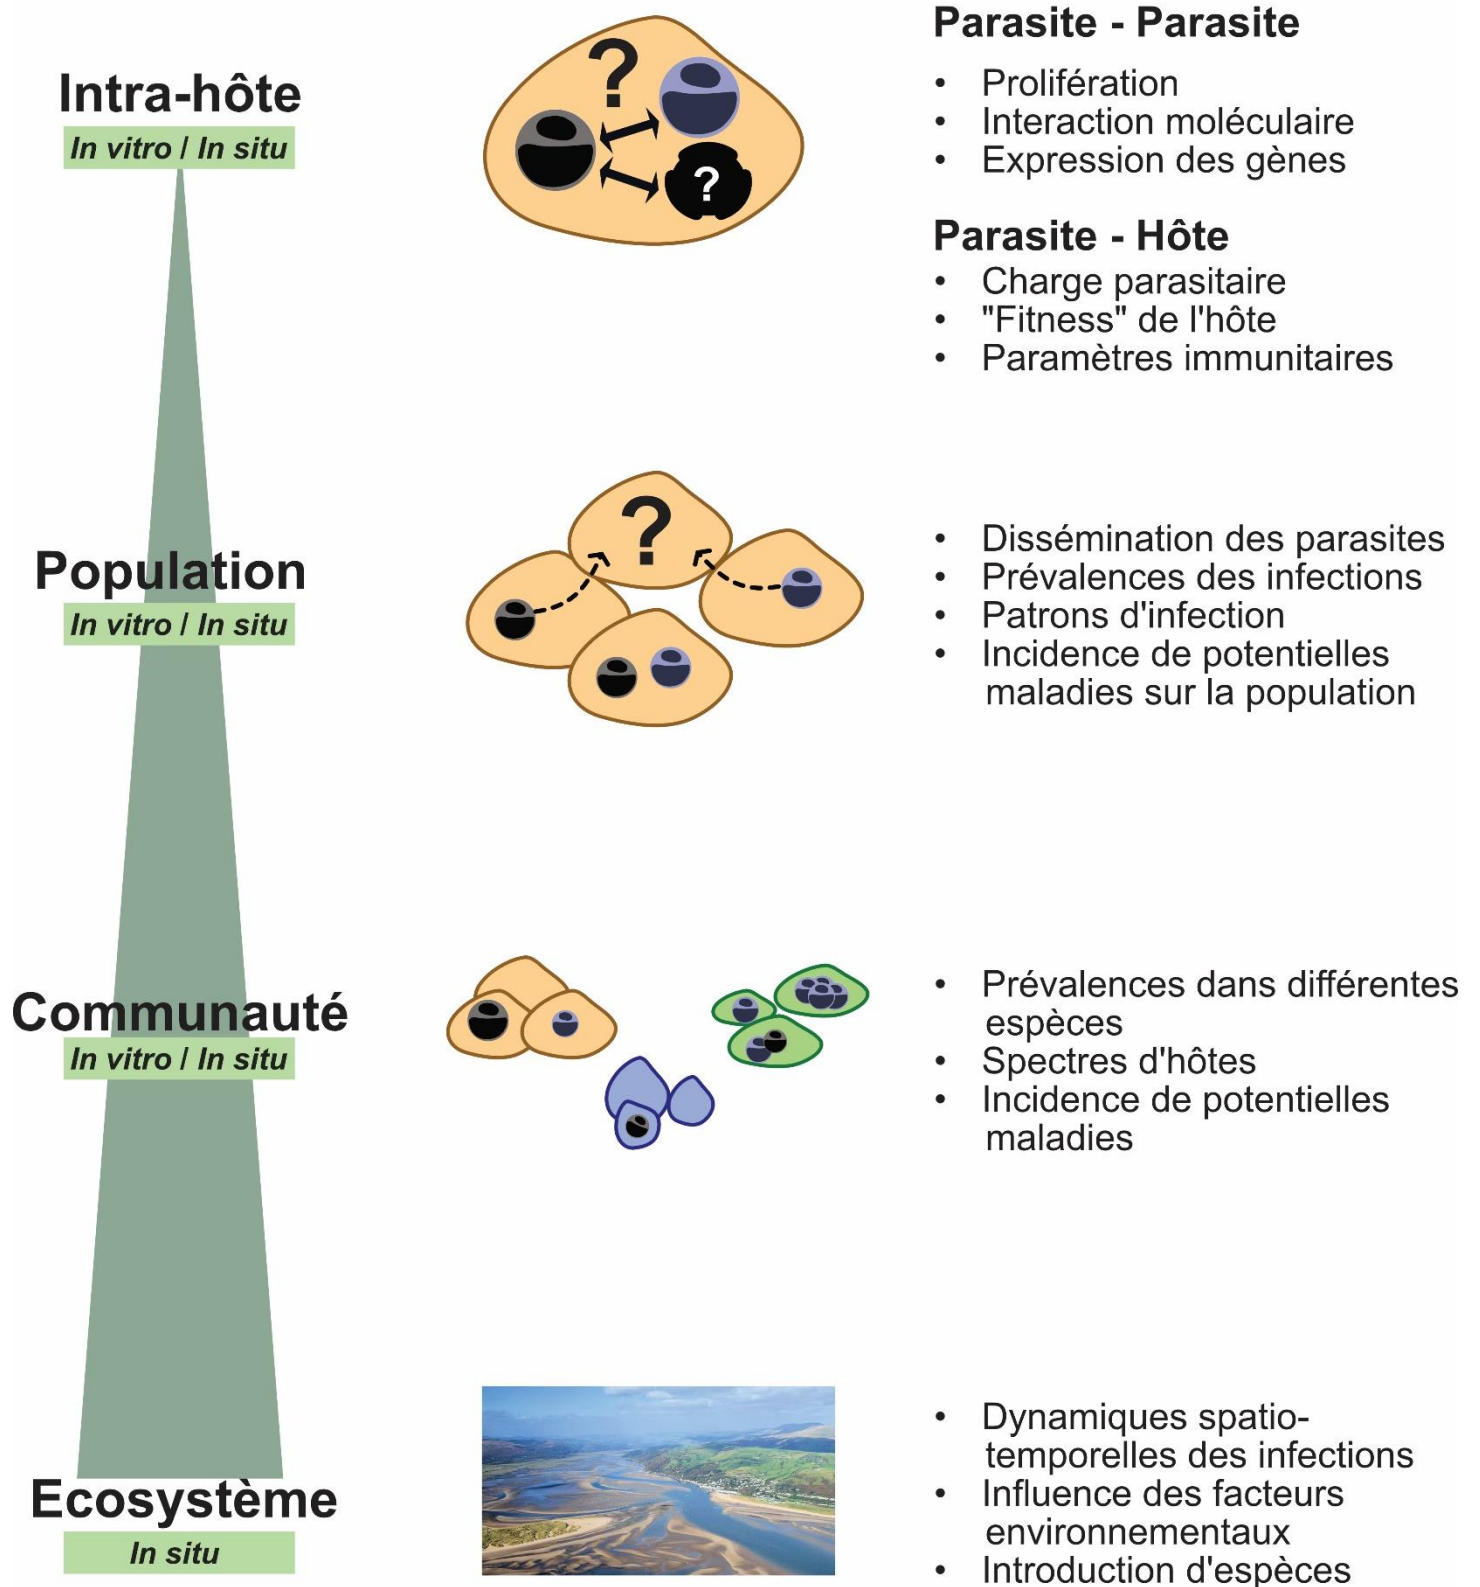 Intra-hôte
In vitro / In situ
?
?
Parasite - Parasite
• Prolifération
• Interaction moléculaire
• Expression des gènes
Parasite - Hôte
• Charge parasitaire
• "Fitness" de l'hôte
• Paramètres immunitaires
Population
In vitro / In situ
?
• Dissémination des parasites
• Prévalences des infections
• Patrons d'infection
• Incidence de potentielles
maladies sur la population
Communauté
In vitro / In situ
• Prévalences dans différentes
espèces
• Spectres d'hôtes
• Incidence de potentielles
maladies
Ecosystème
In situ
• Dynamiques spatio-
temporelles des infections
• Influence des facteurs
environnementaux
• Introduction d'espèces